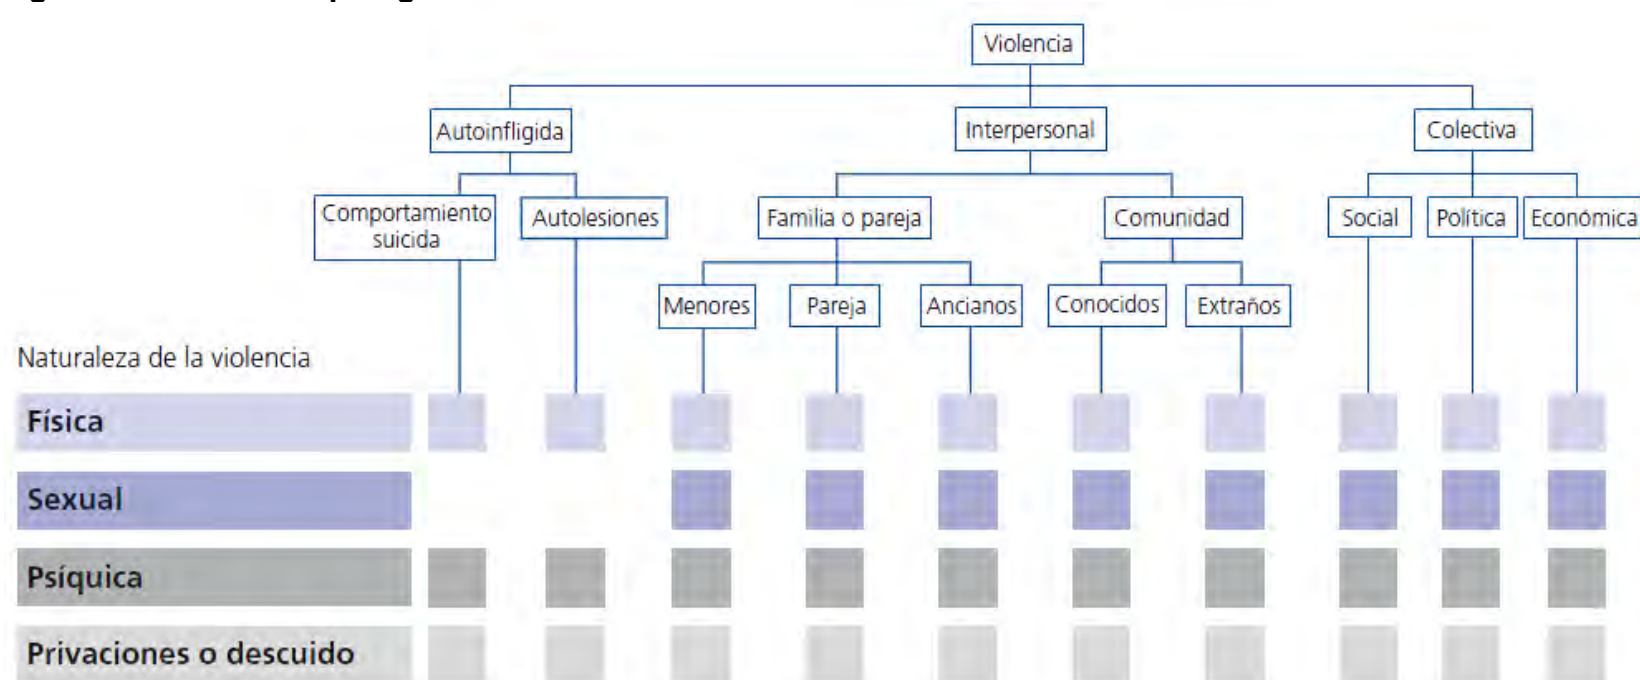 Violencia
Autoinfligida
Interpersonal
Colectiva
Comportamiento
suicida
Autolesiones
Familia o pareja
Comunidad
Social
Política
Económica
Menores
Pareja
Ancianos
Conocidos
Extraños
Naturaleza de la violencia
Física
Sexual
Psíquica
Privaciones o descuido